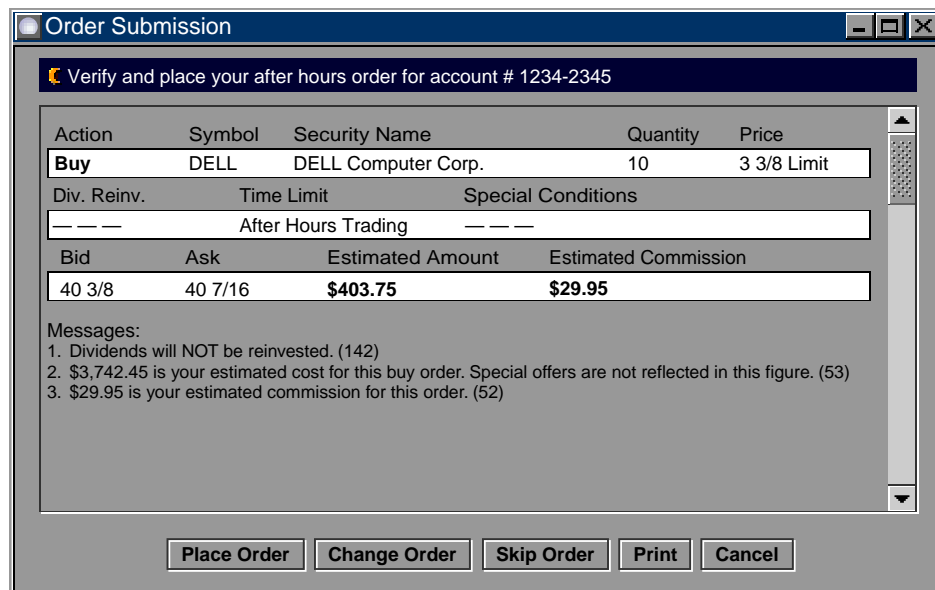 Order Submission
Verify and place your after hours order for account # 1234-2345
Action Symbol Security Name Quantity Price
Buy DELL DELL Computer Corp. 10 3 3/8 Limit
Div. Reinv. Time Limit Special Conditions
— — — After Hours Trading — — —
Bid Ask Estimated Amount Estimated Commission
40 3/8 40 7/16 $403.75 $29.95
Messages:
1. Dividends will NOT be reinvested. (142)
2. $3,742.45 is your estimated cost for this buy order. Special offers are not reflected in this figure. (53)
3. $29.95 is your estimated commission for this order. (52)
Place Order Change Order Skip Order Print Cancel